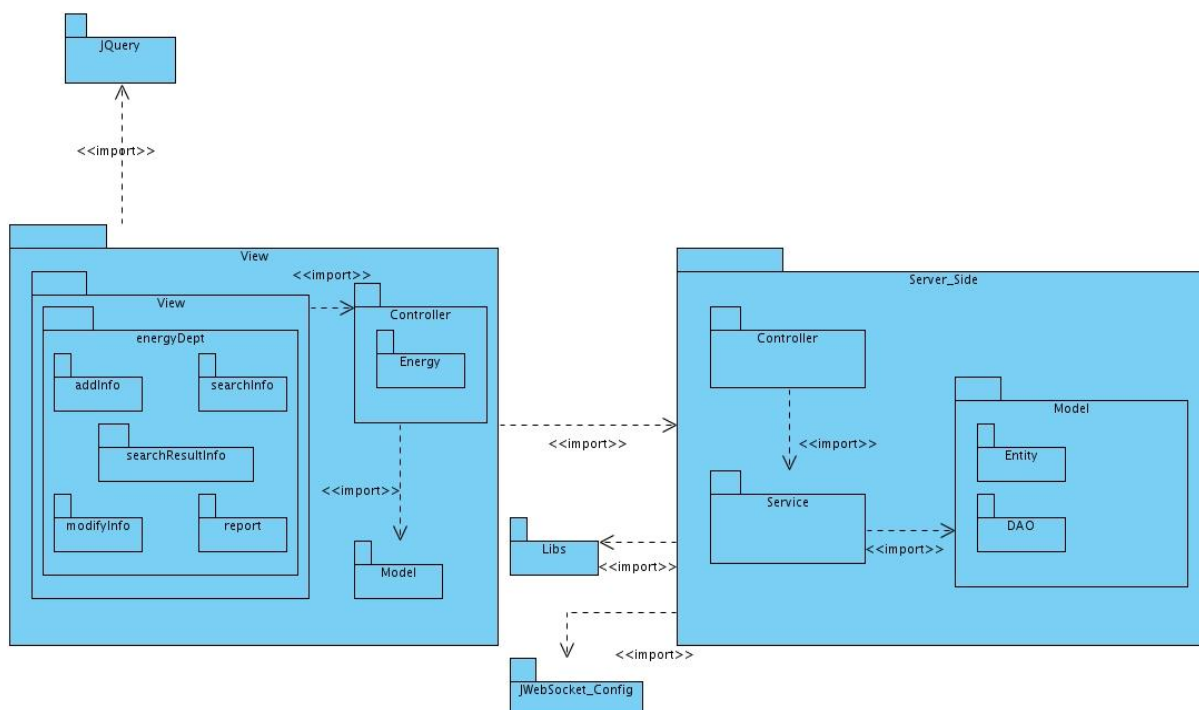 JQuery
<<import>>
View
<<import>>
View
Controller
Energy
energyDept
addInfo
searchInfo
searchResultInfo
modifyInfo
report
<<import>>
Model
<<import>>
Server_Side
Controller
<<import>>
Service
<<import>>
Model
Entity
DAO
Libs
<<import>>
<<import>>
JWebSocket_Config